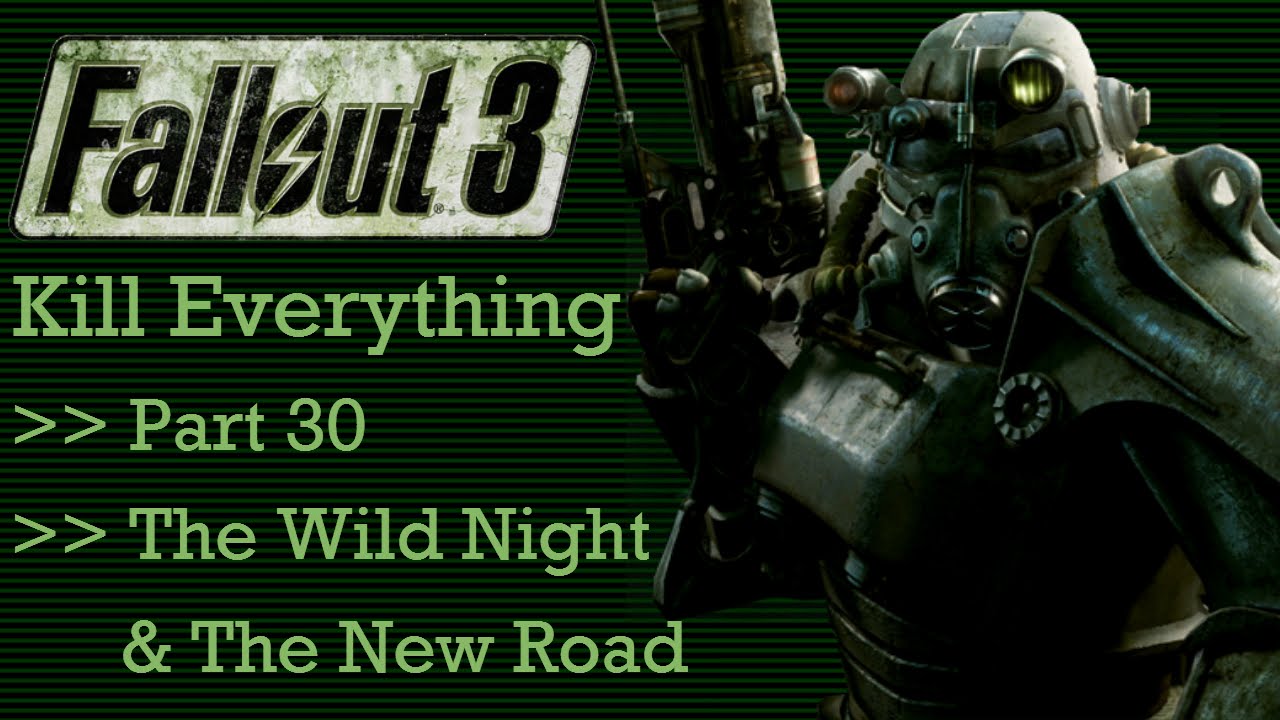 Fallout 3
Kill Everything
>> Part 30
>> The Wild Night
& The New Road